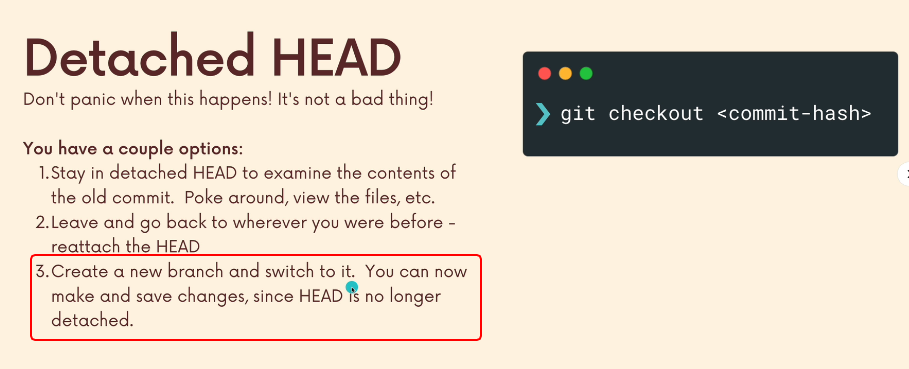 Detached HEAD
Don't panic when this happens! It's not a bad thing!
You have a couple options:
1.Stay in detached HEAD to examine the contents of
the old commit.  Poke around, view the files, etc.
2.Leave and go back to wherever you were before -
reattach the HEAD
3.Create a new branch and switch to it.  You can now
make and save changes, since HEAD is no longer
detached.
❯ git checkout <commit-hash>